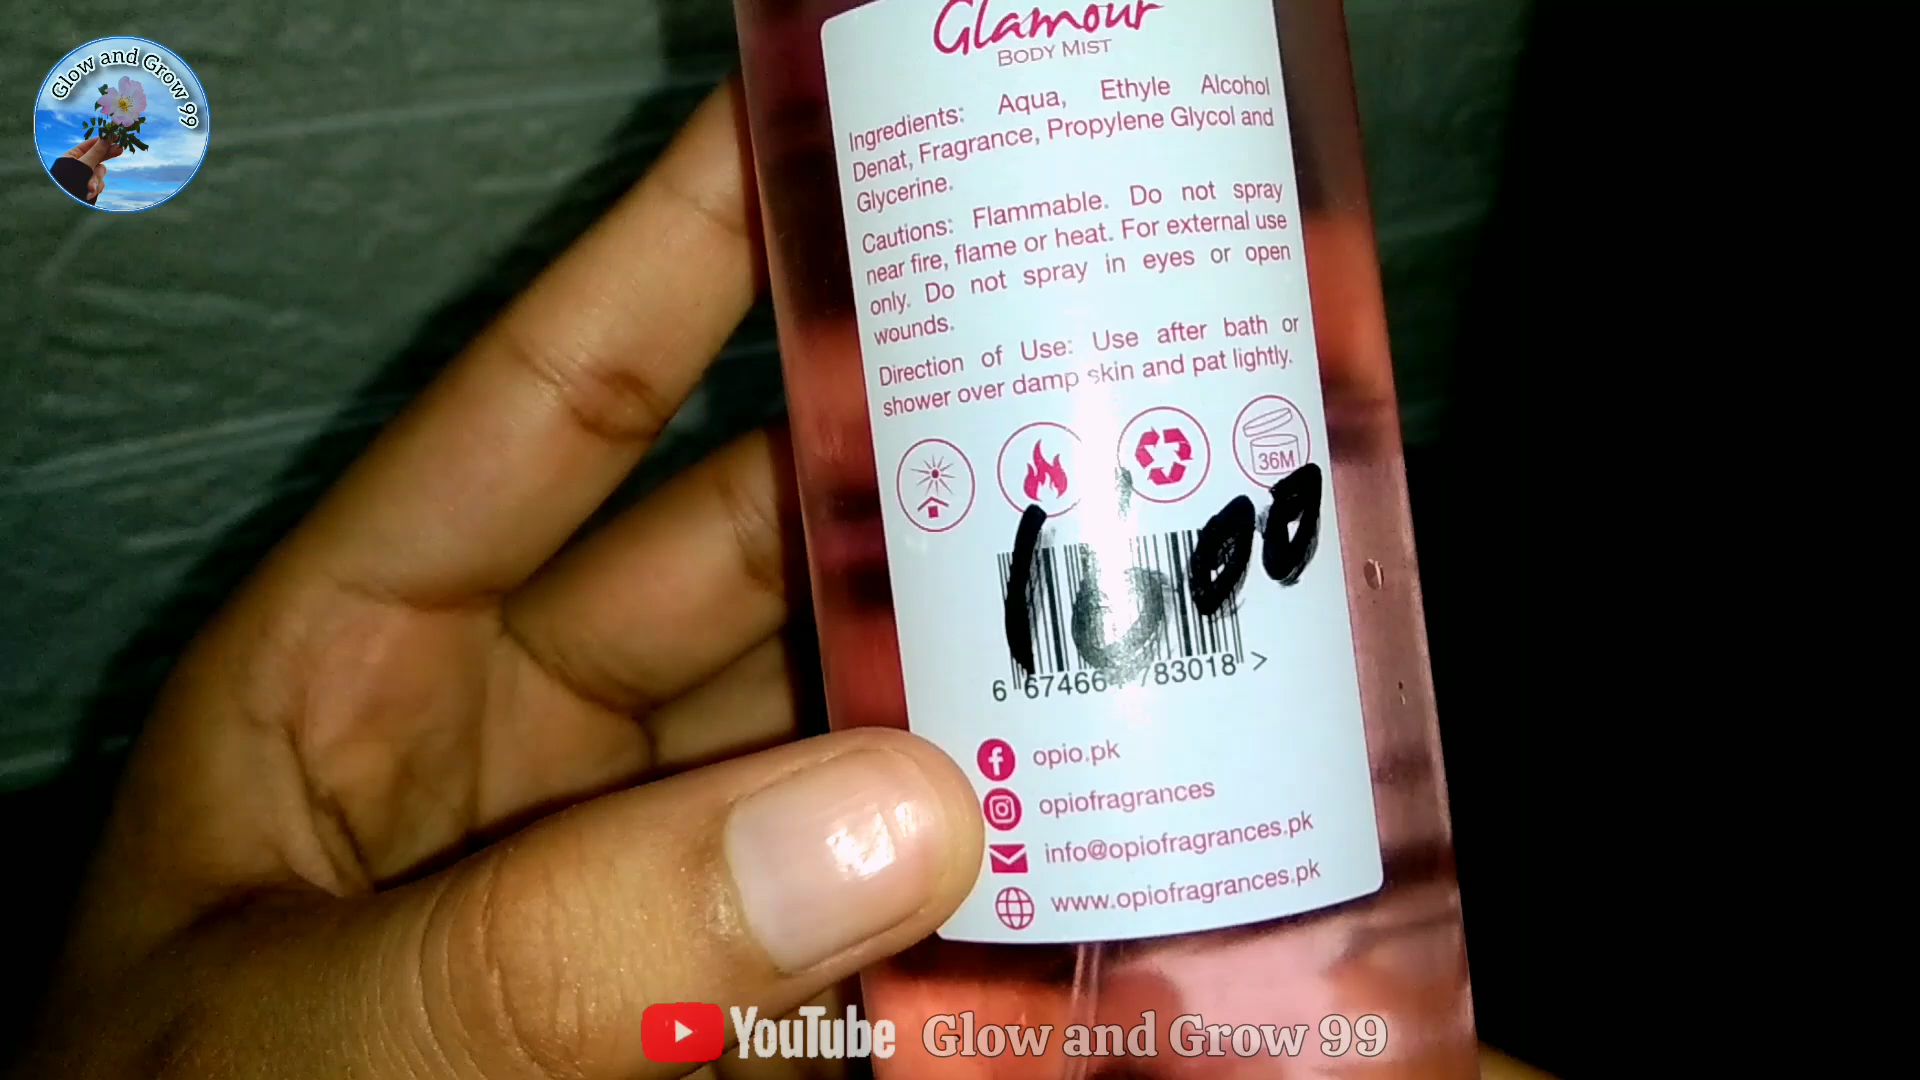 Glow and Grow 99
Glamour
BODY MIST
Ingredients: Aqua, Ethyle Alcohol
Denat, Fragrance, Propylene Glycol and
Glycerine.
Cautions: Flammable. Do not spray
near fire, flame or heat. For external use
only. Do not spray in eyes or open
wounds.
Direction of Use: Use after bath or
shower over damp skin and pat lightly.
36M
1000
6 674664 783018 >
opio.pk
opiofragrances
info@opiofragrances.pk
www.opiofragrances.pk
YouTube Glow and Grow 99